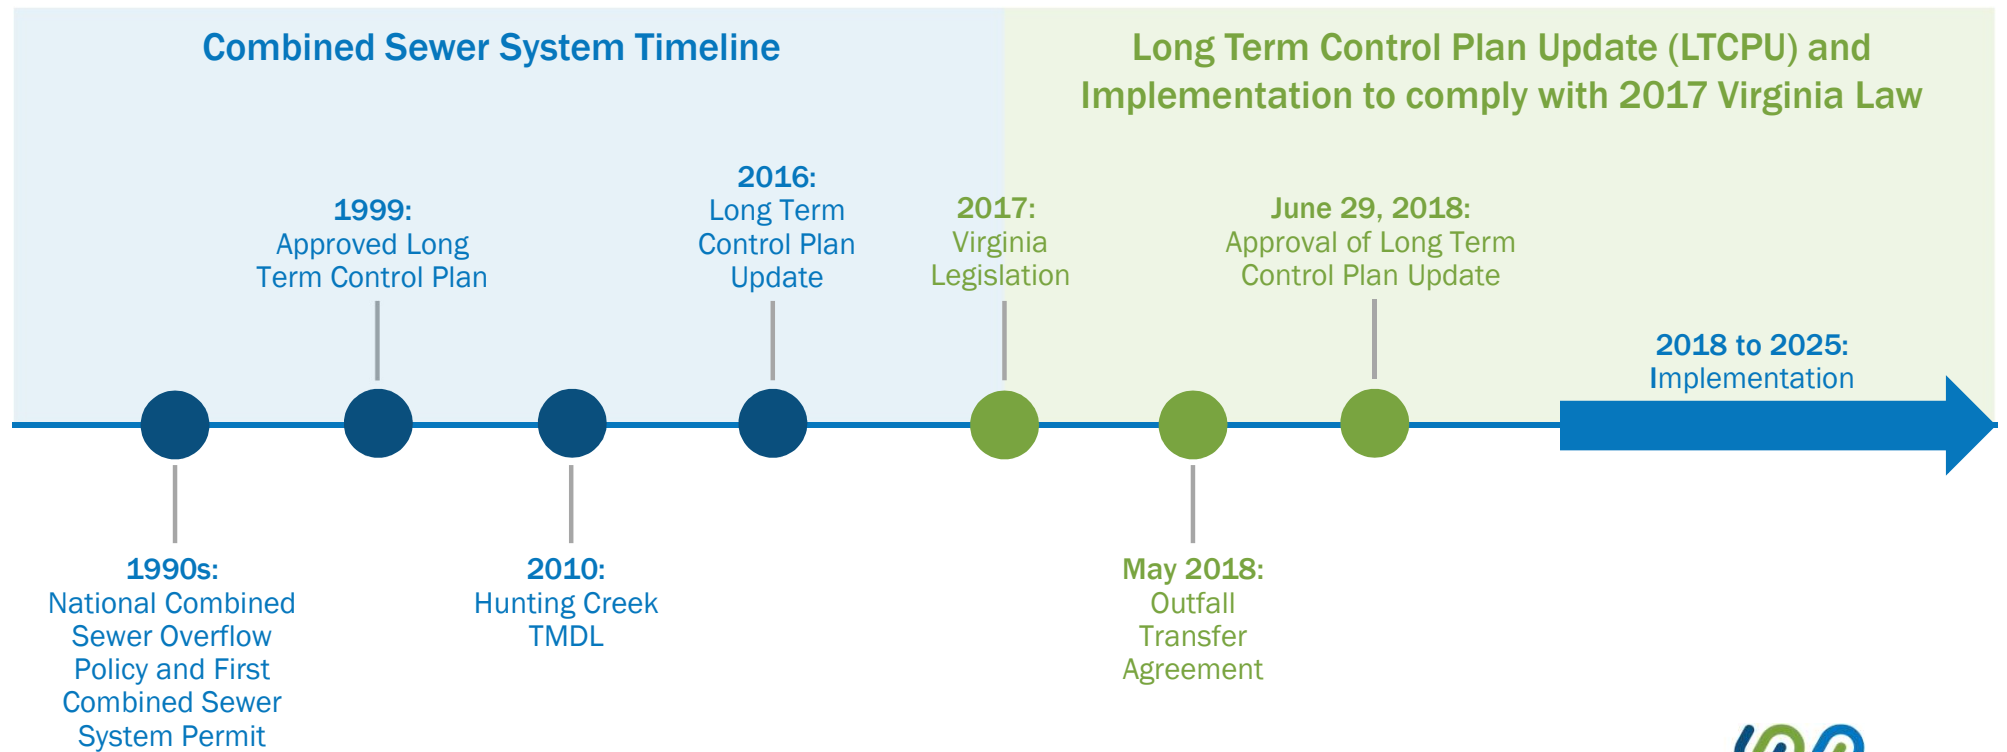 Combined Sewer System Timeline
Long Term Control Plan Update (LTCPU) and
Implementation to comply with 2017 Virginia Law
1990s:
National Combined
Sewer Overflow
Policy and First
Combined Sewer
System Permit
1999:
Approved Long
Term Control Plan
2010:
Hunting Creek
TMDL
2016:
Long Term
Control Plan
Update
2017:
Virginia
Legislation
May 2018:
Outfall
Transfer
Agreement
June 29, 2018:
Approval of Long Term
Control Plan Update
2018 to 2025:
Implementation